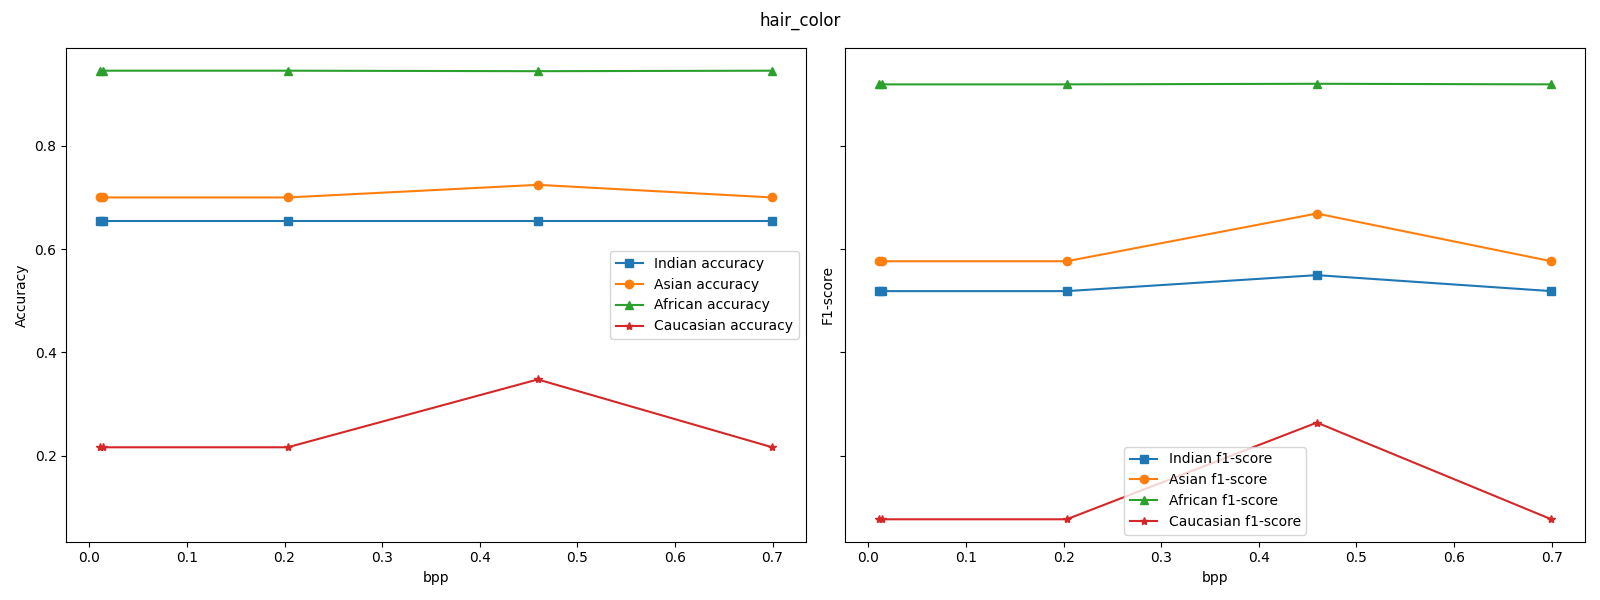 hair_color
Accuracy
0.8
0.6
0.4
0.2
0.0 0.1 0.2 0.3 0.4 0.5 0.6 0.7
bpp
Indian accuracy
Asian accuracy
African accuracy
Caucasian accuracy
F1-score
0.0 0.1 0.2 0.3 0.4 0.5 0.6 0.7
bpp
Indian f1-score
Asian f1-score
African f1-score
Caucasian f1-score